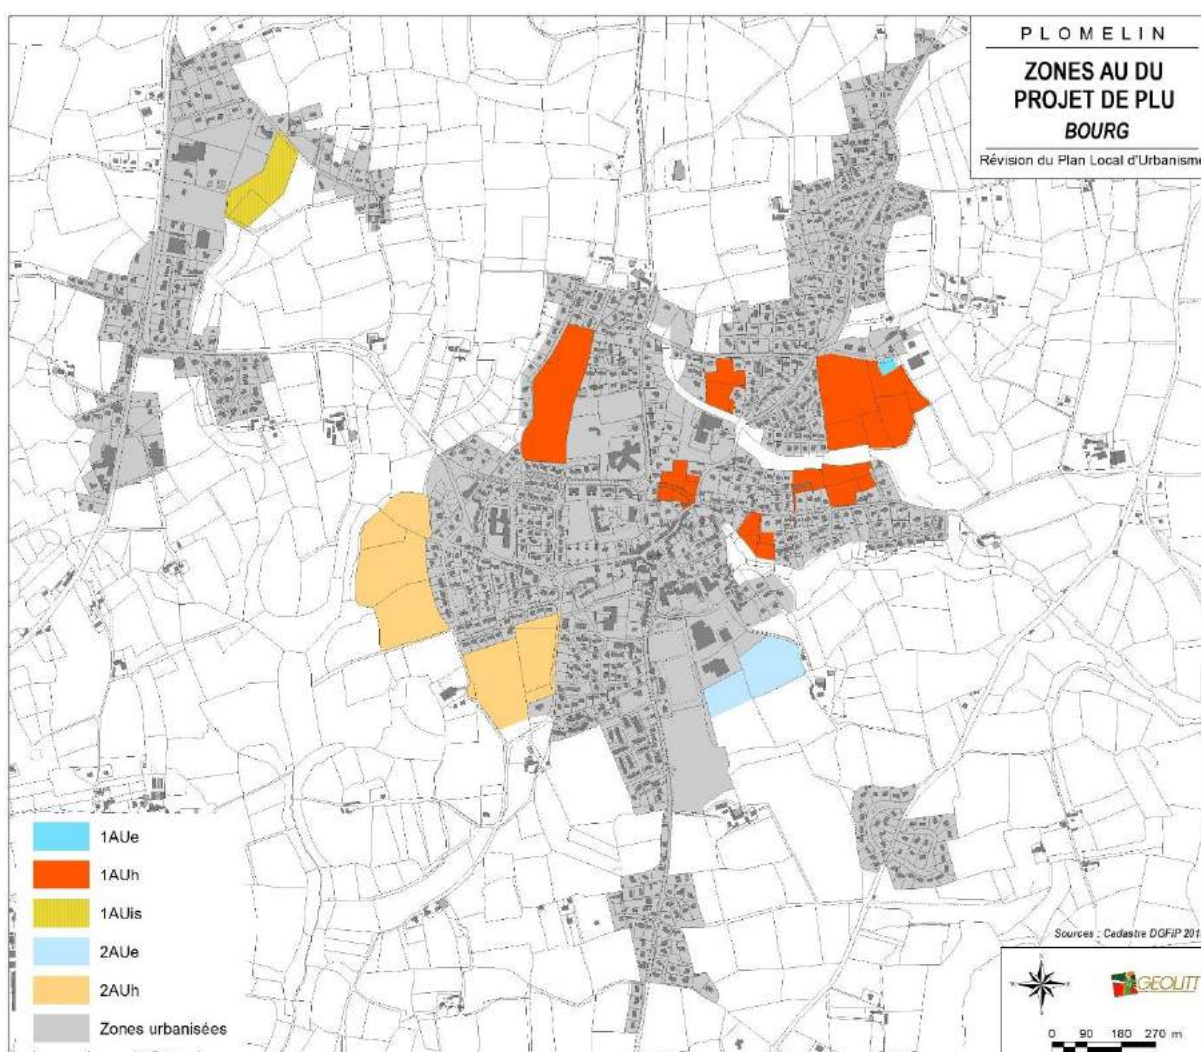 PLOMELIN
ZONES AU DU
PROJET DE PLU
BOURG
Révision du Plan Local d'Urbanisme
1AUe
1AUh
1AUis
2AUe
2AUh
Zones urbanisées
Sources : Cadastre DGFiP
GEOLITT
0 90 180 270 m